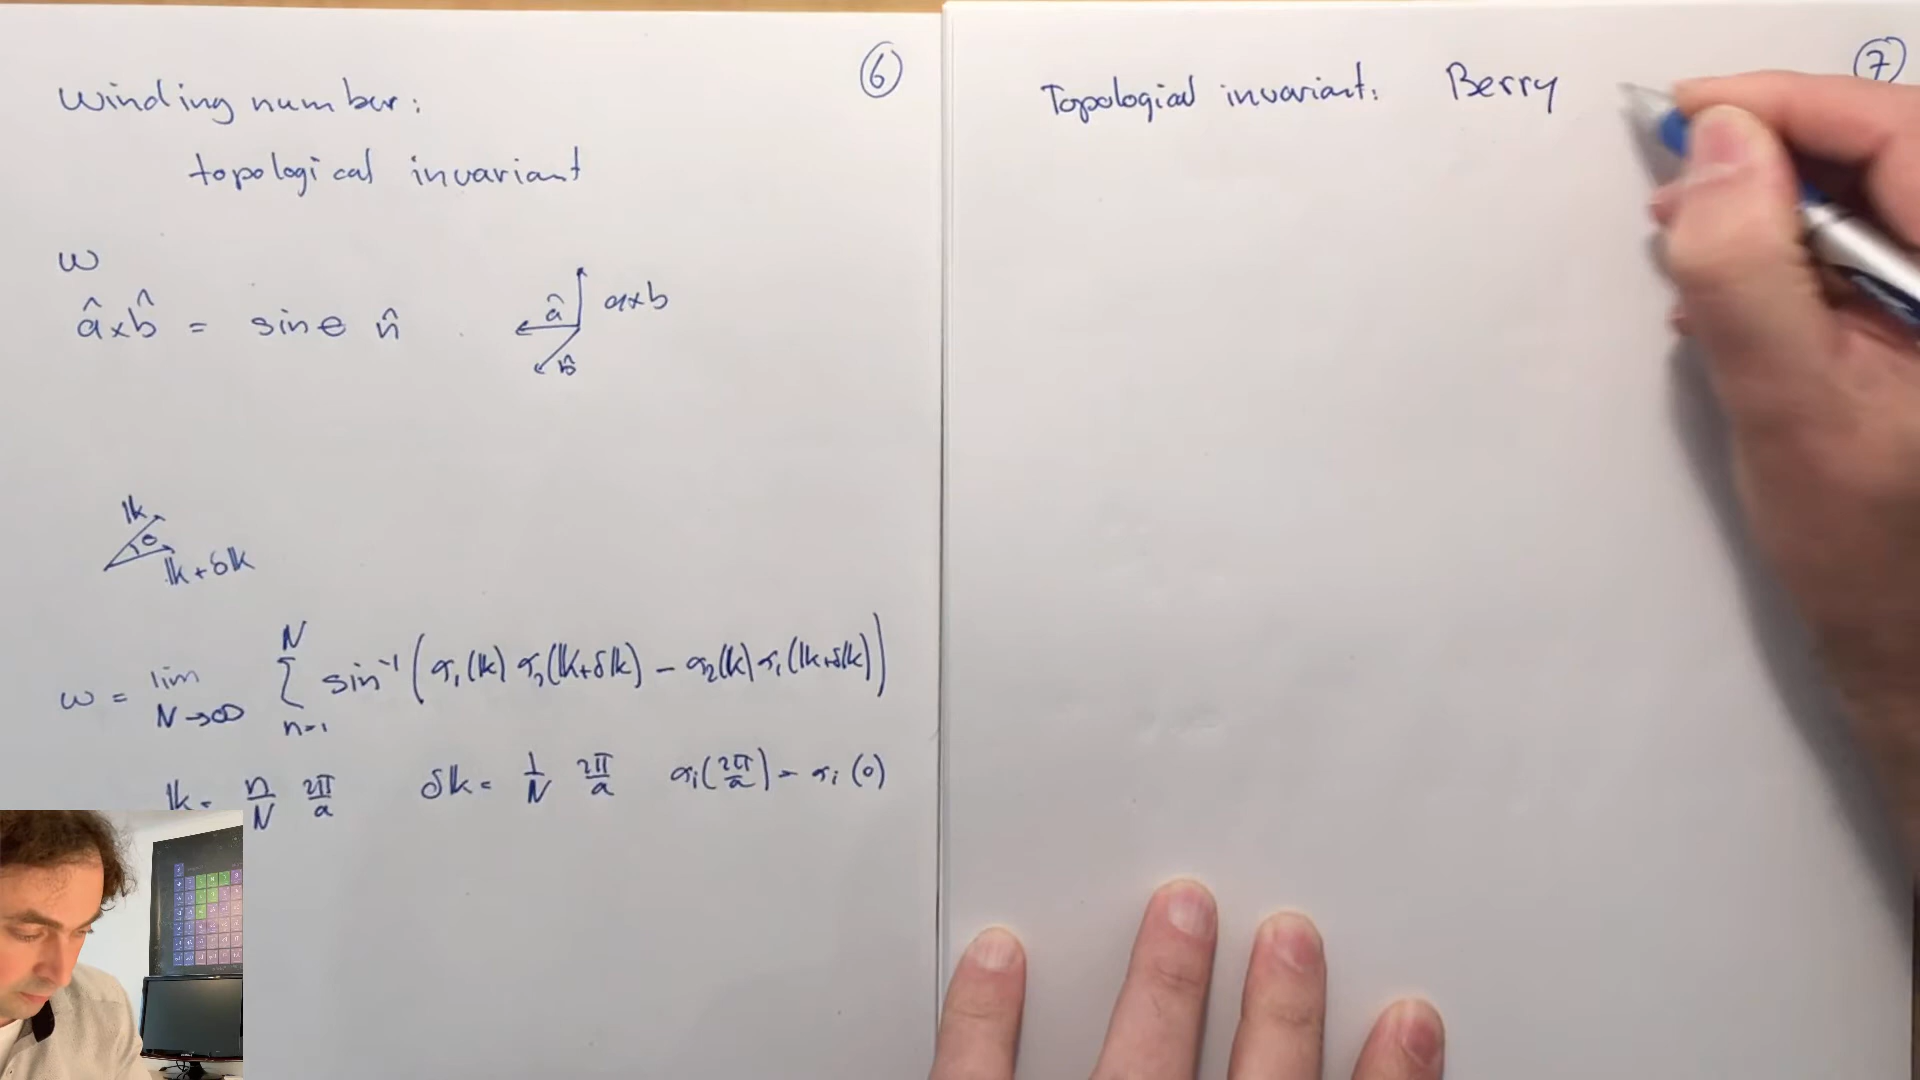 Winding number:
topological invariant
6
ω
â×b̂ = sinθ n̂
â
a×b
b̂
𝕜
θ
𝕜+δ𝕜
ω = lim N→∞ Σ n=1 N sin⁻¹(σ₁(𝕜) σ₂(𝕜+δ𝕜) − σ₂(𝕜) σ₁(𝕜+δ𝕜))
𝕜 = n/N 2π/a δ𝕜 = 1/N 2π/a σᵢ(2π/a) = σᵢ(0)
Topological invariant: Berry
7